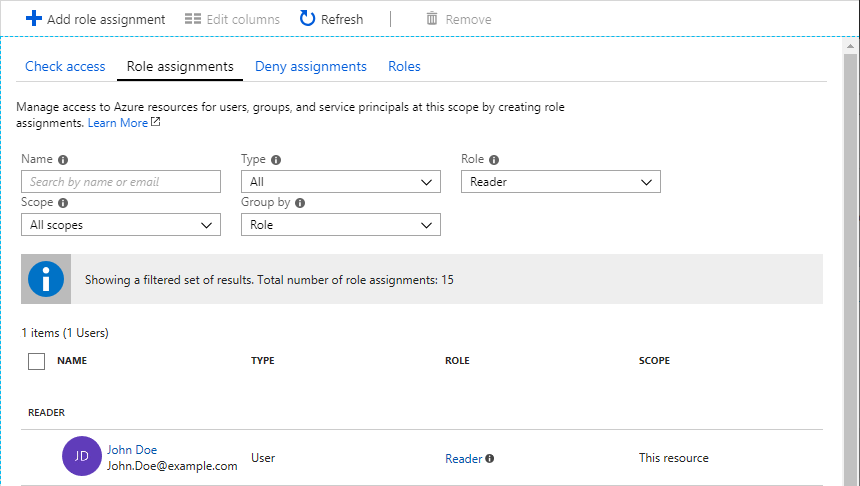 Add role assignment Edit columns Refresh Remove
Check access Role assignments Deny assignments Roles
Manage access to Azure resources for users, groups, and service principals at this scope by creating role
assignments. Learn More
Name Type Role
Search by name or email All Reader
Scope Group by
All scopes Role
Showing a filtered set of results. Total number of role assignments: 15
1 items (1 Users)
NAME TYPE ROLE SCOPE
READER
JD John Doe
John.Doe@example.com User Reader This resource